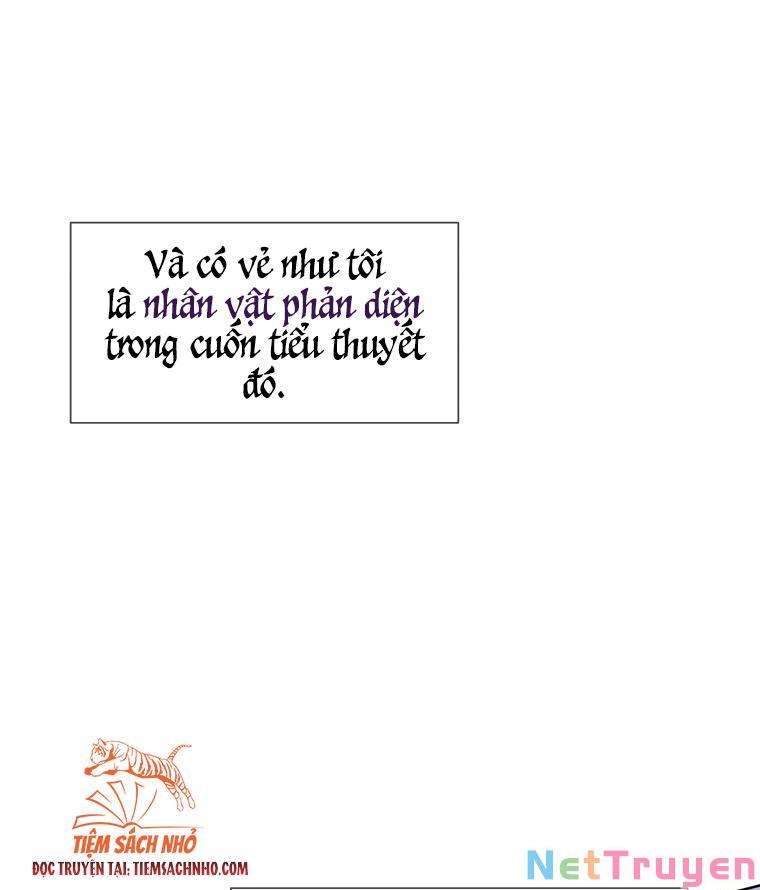 Và có vẻ như tôi
là nhân vật phản diện
trong cuốn tiểu thuyết
đó.
TIỆM SÁCH NHỎ
ĐỌC TRUYỆN TẠI: TIEMSACHNHO.COM
NetTruyen